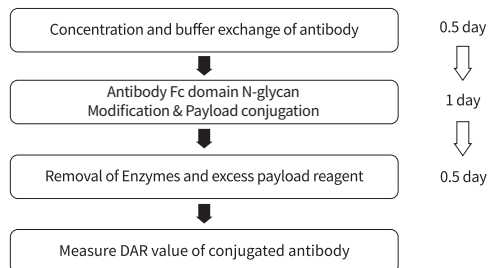 Concentration and buffer exchange of antibody
0.5 day
Antibody Fc domain N-glycan
Modification & Payload conjugation
1 day
Removal of Enzymes and excess payload reagent
0.5 day
Measure DAR value of conjugated antibody